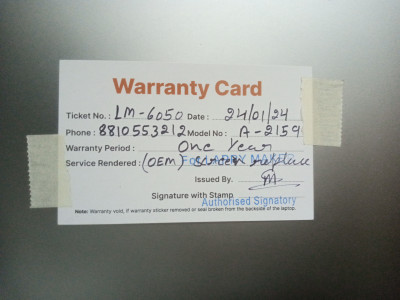 Warranty Card
Ticket No. : LM-6050 Date : 24/01/24
Phone : 8810553212 Model No : A-2159
Warranty Period : One Year
Service Rendered : (OEM) Screen replace
Issued By.
Signature with Stamp
Authorised Signatory
Note: Warranty void, if warranty sticker removed or seal broken from the backside of the laptop.